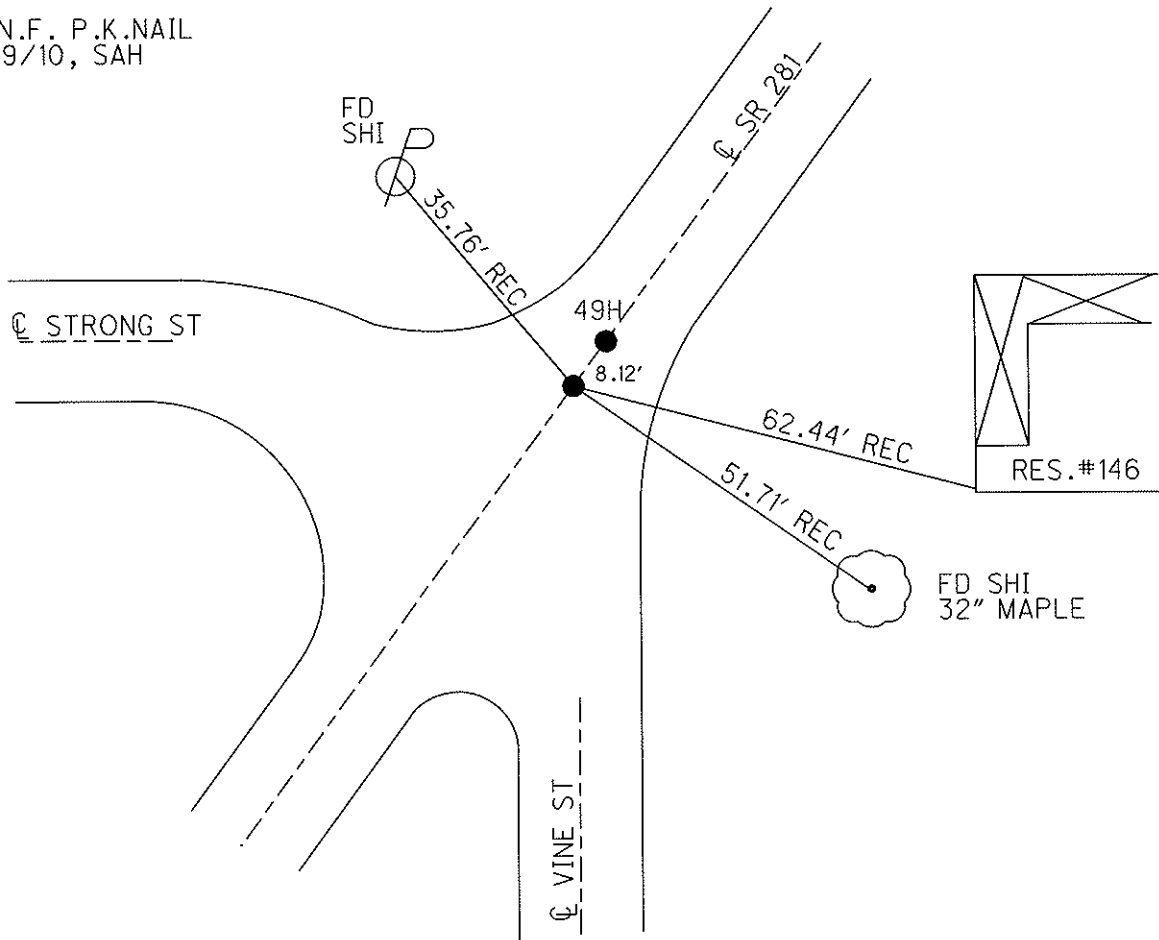 N.F. P.K.NAIL
9/10, SAH
FD
SHI
℄ SR 281
35.76' REC
℄ STRONG ST
49H
8.12'
62.44' REC
RES.#146
51.71' REC
FD SHI
32" MAPLE
℄ VINE ST